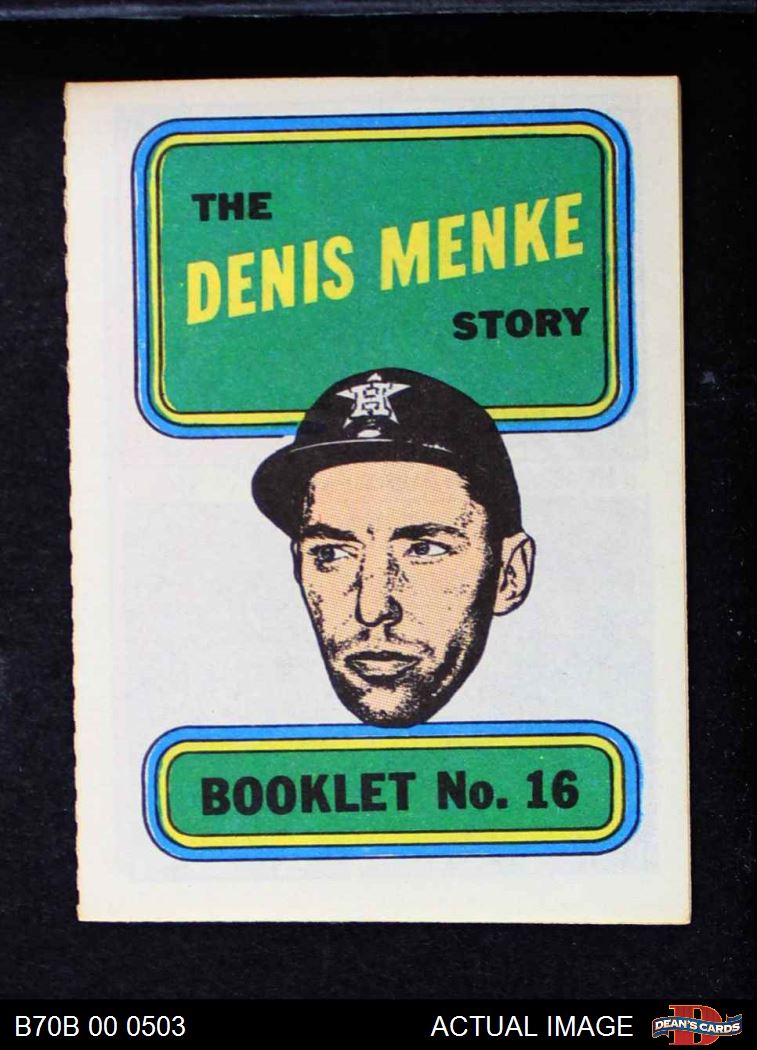 THE
DENIS MENKE
STORY
H
BOOKLET No. 16
B70B 00 0503
ACTUAL IMAGE
D
DEAN'S CARDS